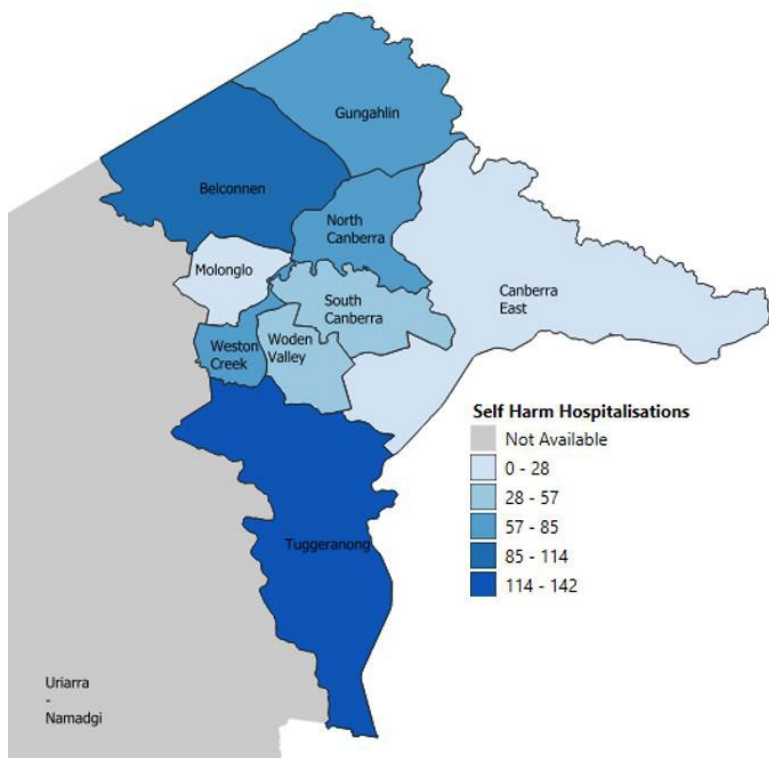 Gungahlin
Belconnen
North
Canberra
Molonglo
South
Canberra
Canberra
East
Weston
Creek
Woden
Valley
Self Harm Hospitalisations
Not Available
0 - 28
28 - 57
57 - 85
85 - 114
114 - 142
Tuggeranong
Uriarra
-
Namadgi